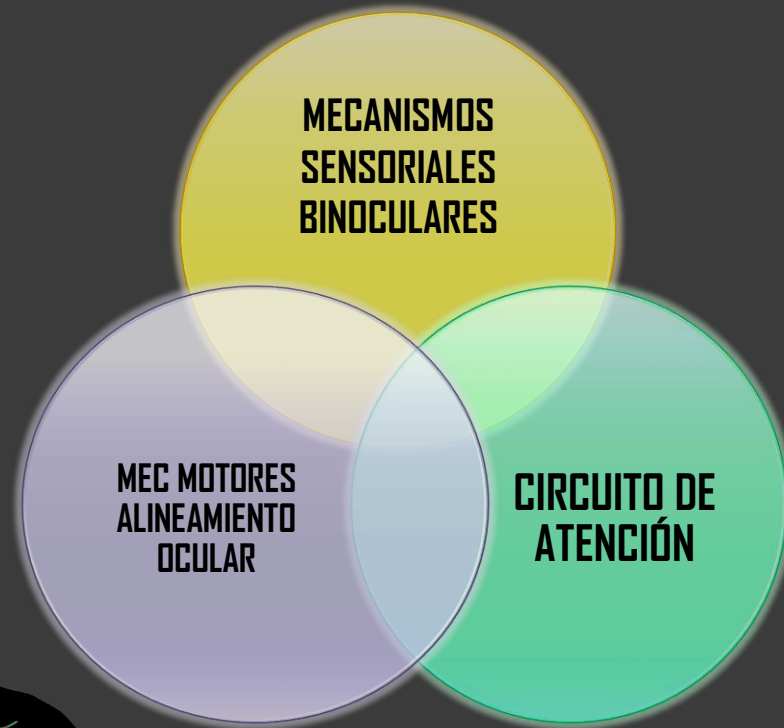 MECANISMOS
SENSORIALES
BINOCULARES
MEC MOTORES
ALINEAMIENTO
OCULAR
CIRCUITO DE
ATENCIÓN